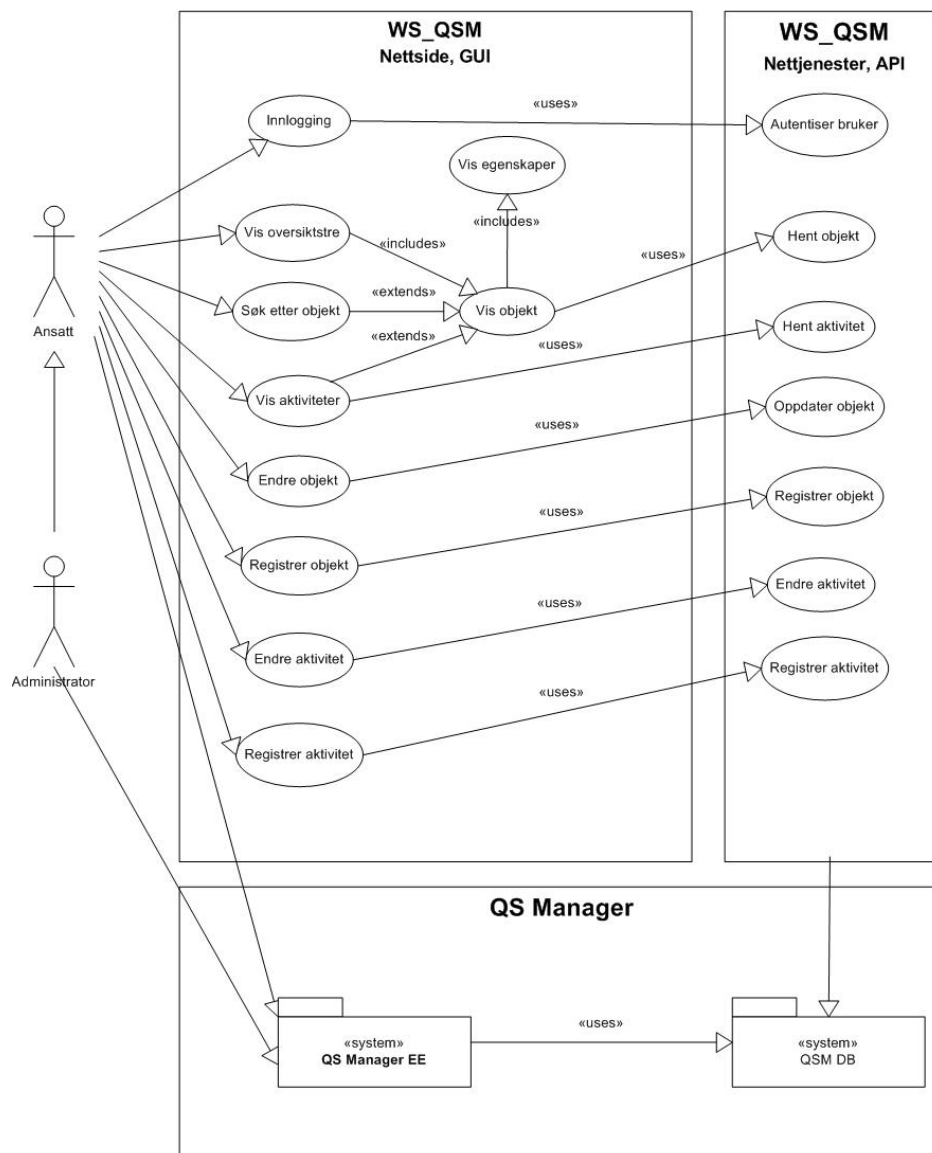 WS_QSM
Nettside, GUI
WS_QSM
Nettjenester, API
Innlogging
«uses»
Autentiser bruker
Vis egenskaper
«includes»
Vis oversiktstre
«includes»
«uses»
Hent objekt
Søk etter objekt
«extends»
Vis objekt
«extends»
Ansatt
Hent aktivitet
«uses»
Vis aktiviteter
Oppdater objekt
«uses»
Endre objekt
Registrer objekt
«uses»
Registrer objekt
Endre aktivitet
«uses»
Endre aktivitet
Registrer aktivitet
Administrator
«uses»
Registrer aktivitet
QS Manager
«uses»
«system»
QS Manager EE
«system»
QSM DB